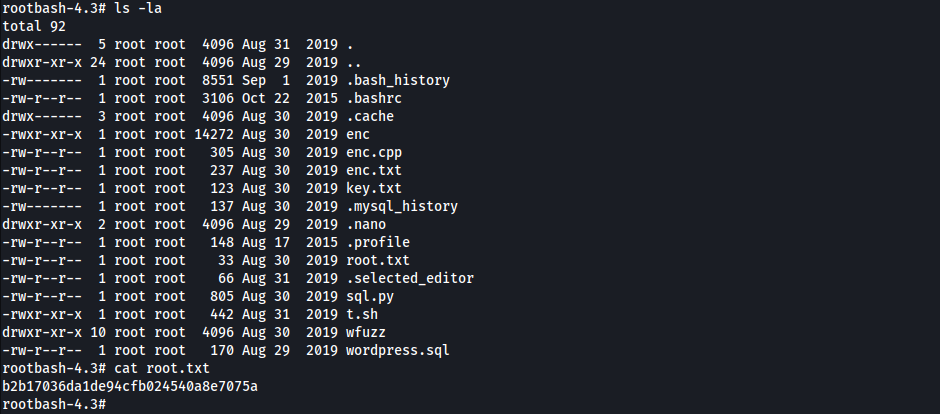 rootbash-4.3# ls -la
total 92
drwx------  5 root root  4096 Aug 31  2019 .
drwxr-xr-x 24 root root  4096 Aug 29  2019 ..
-rw-------  1 root root  8551 Sep  1  2019 .bash_history
-rw-r--r--  1 root root  3106 Oct 22  2015 .bashrc
drwx------  3 root root  4096 Aug 30  2019 .cache
-rwxr-xr-x  1 root root 14272 Aug 30  2019 enc
-rw-r--r--  1 root root   305 Aug 30  2019 enc.cpp
-rw-r--r--  1 root root   237 Aug 30  2019 enc.txt
-rw-r--r--  1 root root   123 Aug 30  2019 key.txt
-rw-------  1 root root   137 Aug 30  2019 .mysql_history
drwxr-xr-x  2 root root  4096 Aug 29  2019 .nano
-rw-r--r--  1 root root   148 Aug 17  2015 .profile
-rw-r--r--  1 root root    33 Aug 30  2019 root.txt
-rw-r--r--  1 root root    66 Aug 31  2019 .selected_editor
-rw-r--r--  1 root root   805 Aug 30  2019 sql.py
-rwxr-xr-x  1 root root   442 Aug 31  2019 t.sh
drwxr-xr-x 10 root root  4096 Aug 30  2019 wfuzz
-rw-r--r--  1 root root   170 Aug 29  2019 wordpress.sql
rootbash-4.3# cat root.txt
b2b17036da1de94cfb024540a8e7075a
rootbash-4.3#